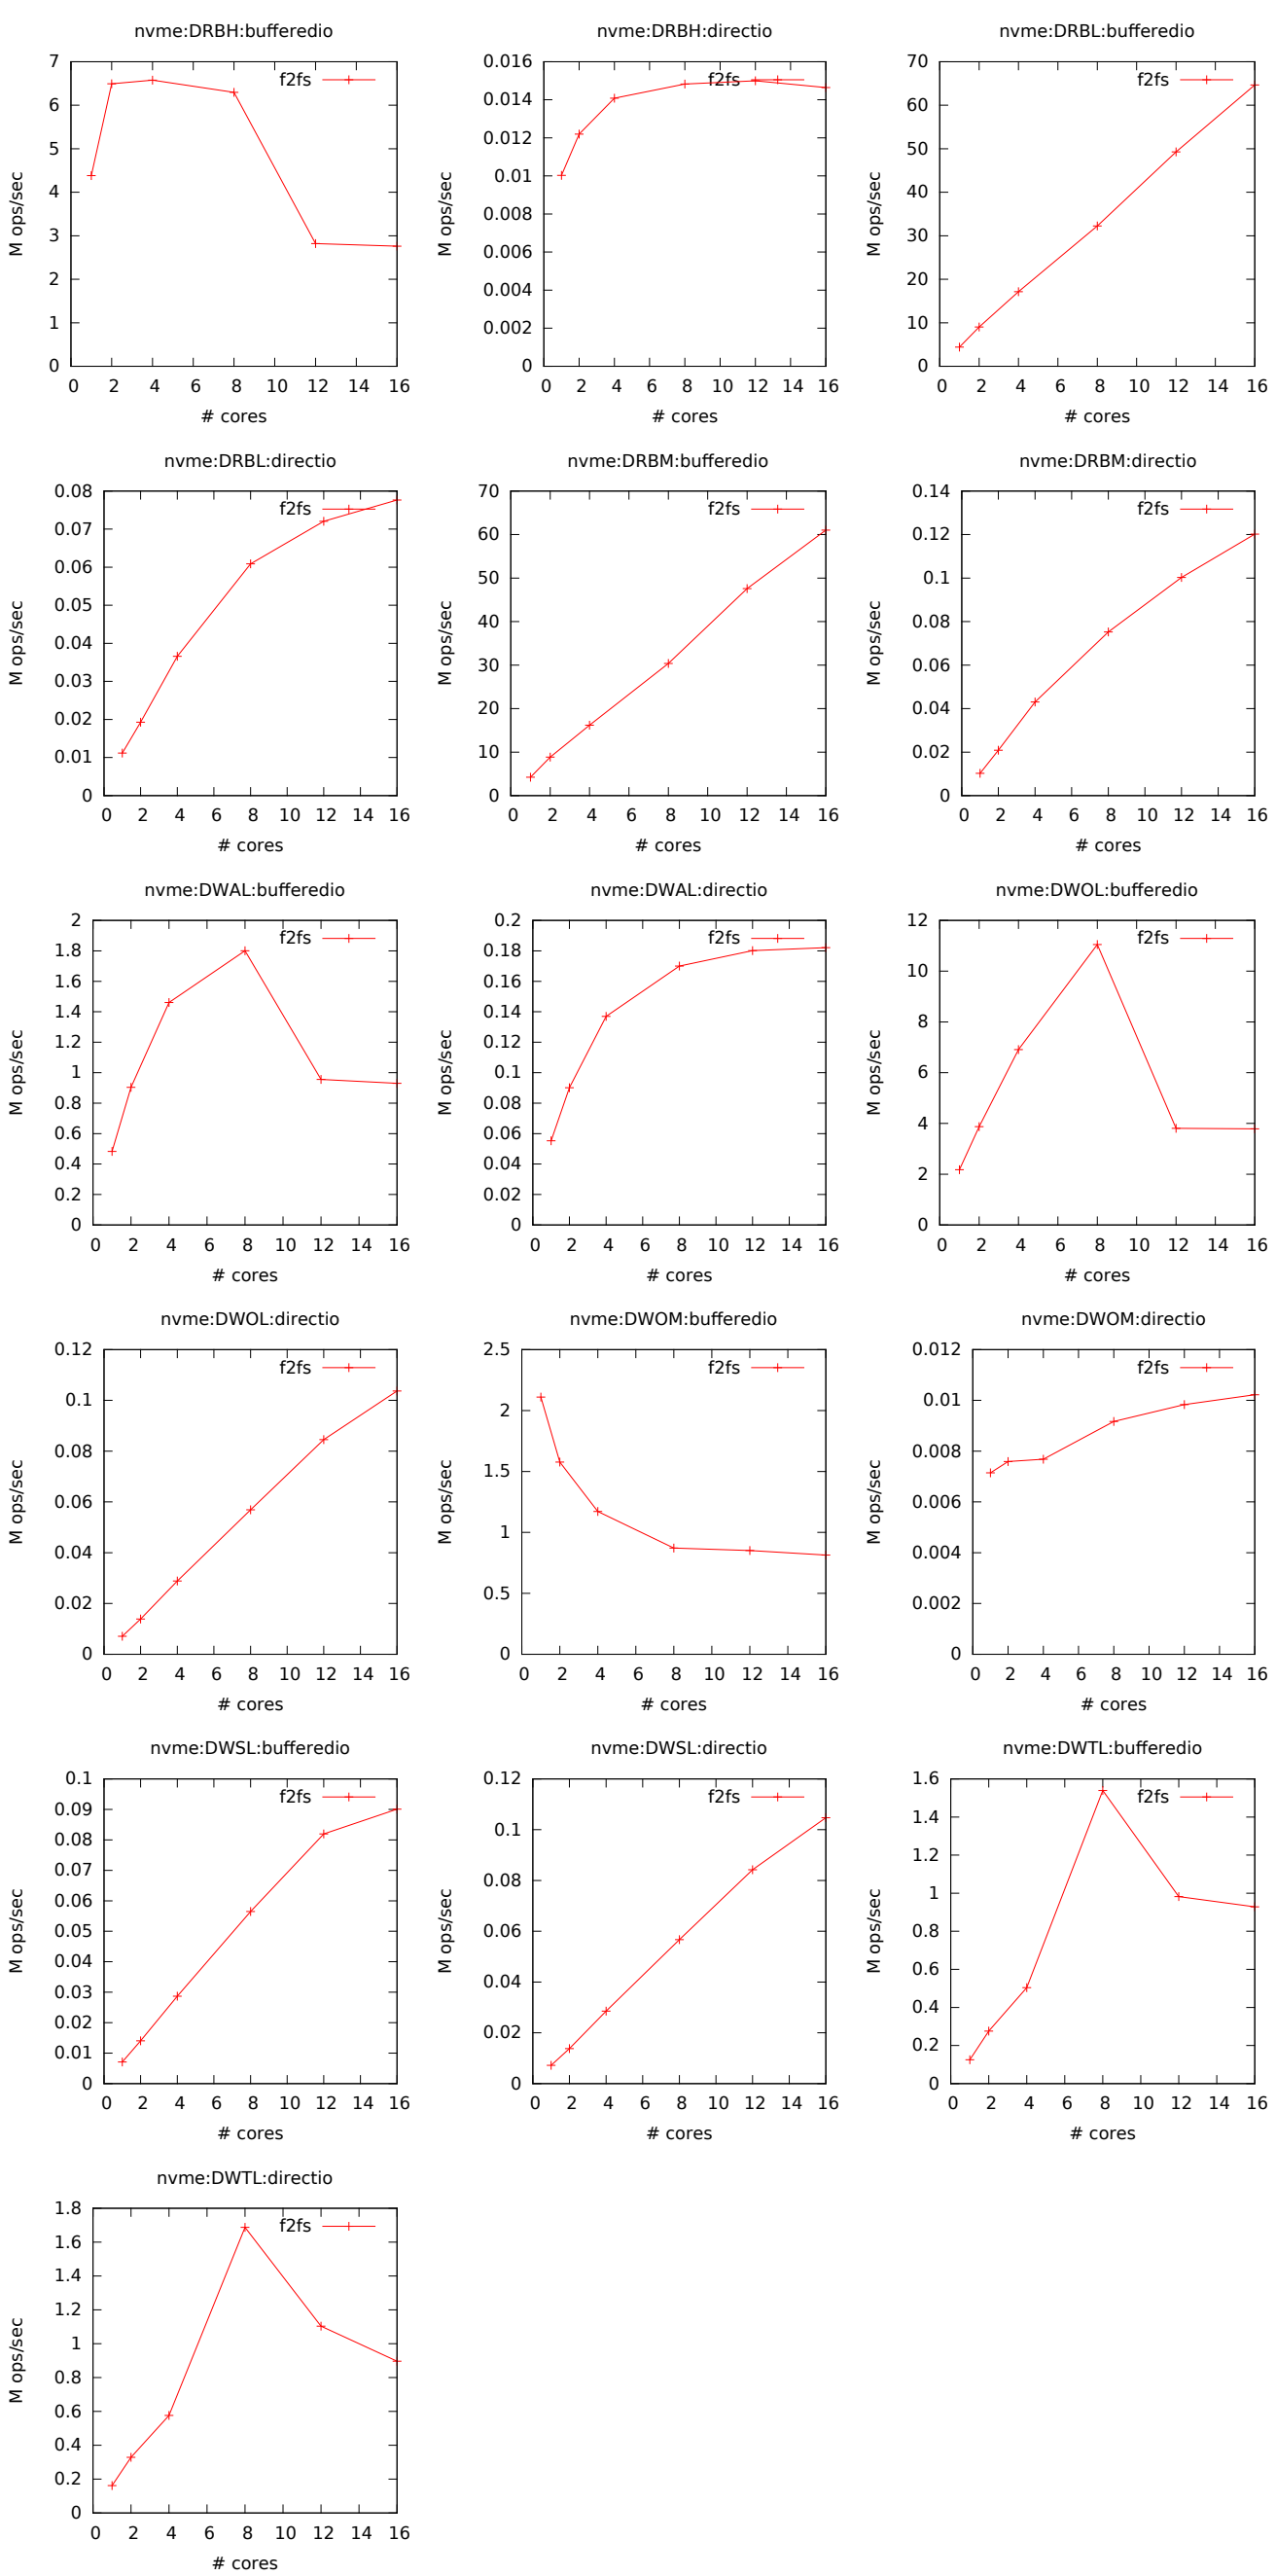 nvme:DRBH:bufferedio
7
6
5
4
3
2
1
0
M ops/sec
f2fs
0 2 4 6 8 10 12 14 16
# cores
nvme:DRBH:directio
0.016
0.014
0.012
0.01
0.008
0.006
0.004
0.002
0
M ops/sec
f2fs
0 2 4 6 8 10 12 14 16
# cores
nvme:DRBL:bufferedio
70
60
50
40
30
20
10
0
M ops/sec
f2fs
0 2 4 6 8 10 12 14 16
# cores
nvme:DRBL:directio
0.08
0.07
0.06
0.05
0.04
0.03
0.02
0.01
0
M ops/sec
f2fs
0 2 4 6 8 10 12 14 16
# cores
nvme:DRBM:bufferedio
70
60
50
40
30
20
10
0
M ops/sec
f2fs
0 2 4 6 8 10 12 14 16
# cores
nvme:DRBM:directio
0.14
0.12
0.1
0.08
0.06
0.04
0.02
0
M ops/sec
f2fs
0 2 4 6 8 10 12 14 16
# cores
nvme:DWAL:bufferedio
2
1.8
1.6
1.4
1.2
1
0.8
0.6
0.4
0.2
0
M ops/sec
f2fs
0 2 4 6 8 10 12 14 16
# cores
nvme:DWAL:directio
0.2
0.18
0.16
0.14
0.12
0.1
0.08
0.06
0.04
0.02
0
M ops/sec
f2fs
0 2 4 6 8 10 12 14 16
# cores
nvme:DWOL:bufferedio
12
10
8
6
4
2
0
M ops/sec
f2fs
0 2 4 6 8 10 12 14 16
# cores
nvme:DWOL:directio
0.12
0.1
0.08
0.06
0.04
0.02
0
M ops/sec
f2fs
0 2 4 6 8 10 12 14 16
# cores
nvme:DWOM:bufferedio
2.5
2
1.5
1
0.5
0
M ops/sec
f2fs
0 2 4 6 8 10 12 14 16
# cores
nvme:DWOM:directio
0.012
0.01
0.008
0.006
0.004
0.002
0
M ops/sec
f2fs
0 2 4 6 8 10 12 14 16
# cores
nvme:DWSL:bufferedio
0.1
0.09
0.08
0.07
0.06
0.05
0.04
0.03
0.02
0.01
0
M ops/sec
f2fs
0 2 4 6 8 10 12 14 16
# cores
nvme:DWSL:directio
0.12
0.1
0.08
0.06
0.04
0.02
0
M ops/sec
f2fs
0 2 4 6 8 10 12 14 16
# cores
nvme:DWTL:bufferedio
1.6
1.4
1.2
1
0.8
0.6
0.4
0.2
0
M ops/sec
f2fs
0 2 4 6 8 10 12 14 16
# cores
nvme:DWTL:directio
1.8
1.6
1.4
1.2
1
0.8
0.6
0.4
0.2
0
M ops/sec
f2fs
0 2 4 6 8 10 12 14 16
# cores